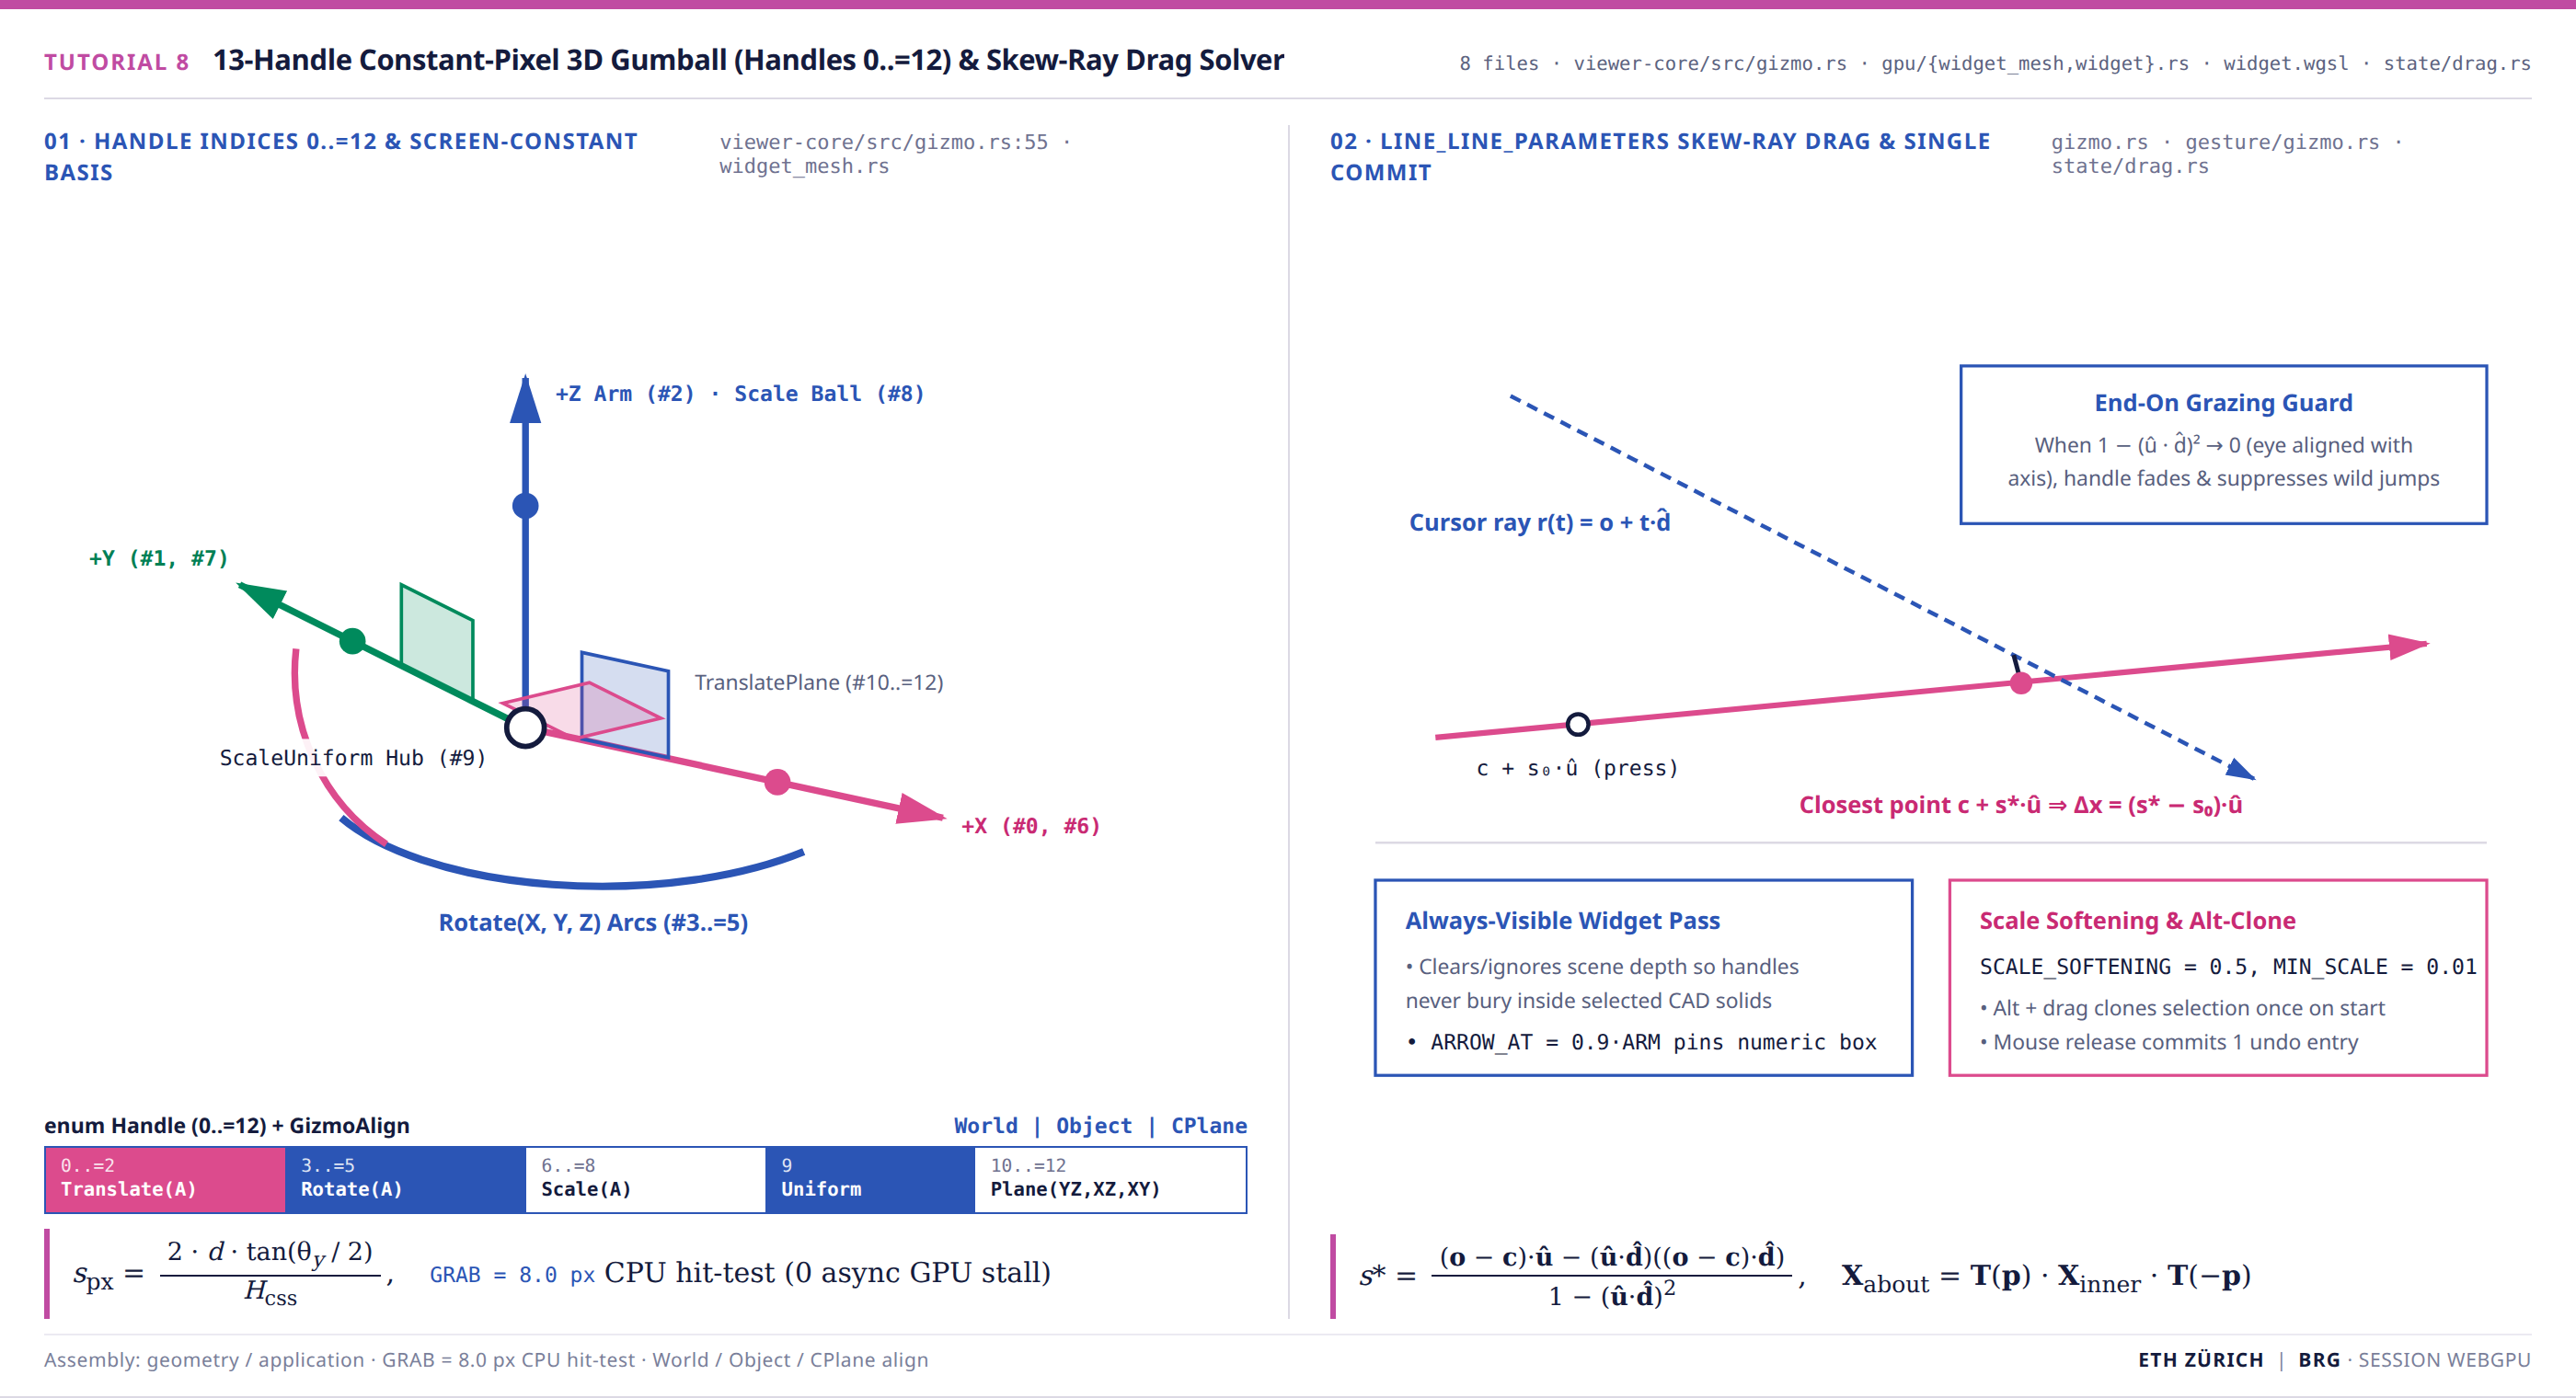 TUTORIAL 8 13-Handle Constant-Pixel 3D Gumball (Handles 0..=12) & Skew-Ray Drag Solver
8 files · viewer-core/src/gizmo.rs · gpu/{widget_mesh,widget}.rs · widget.wgsl · state/drag.rs
01 · HANDLE INDICES 0..=12 & SCREEN-CONSTANT
BASIS
viewer-core/src/gizmo.rs:55 ·
widget_mesh.rs
+Z Arm (#2) · Scale Ball (#8)
+Y (#1, #7)
TranslatePlane (#10..=12)
ScaleUniform Hub (#9)
+X (#0, #6)
Rotate(X, Y, Z) Arcs (#3..=5)
enum Handle (0..=12) + GizmoAlign
World | Object | CPlane
0..=2
Translate(A)
3..=5
Rotate(A)
6..=8
Scale(A)
9
Uniform
10..=12
Plane(YZ,XZ,XY)
s_px = 2 · d · tan(θ_y / 2) / H_css , GRAB = 8.0 px CPU hit-test (0 async GPU stall)
02 · LINE_LINE_PARAMETERS SKEW-RAY DRAG & SINGLE
COMMIT
gizmo.rs · gesture/gizmo.rs ·
state/drag.rs
End-On Grazing Guard
When 1 − (û · d̂)² → 0 (eye aligned with
axis), handle fades & suppresses wild jumps
Cursor ray r(t) = o + t·d̂
c + s₀·û (press)
Closest point c + s*·û ⇒ Δx = (s* − s₀)·û
Always-Visible Widget Pass
• Clears/ignores scene depth so handles
never bury inside selected CAD solids
• ARROW_AT = 0.9·ARM pins numeric box
Scale Softening & Alt-Clone
SCALE_SOFTENING = 0.5, MIN_SCALE = 0.01
• Alt + drag clones selection once on start
• Mouse release commits 1 undo entry
s* = (o − c)·û − (û·d̂)((o − c)·d̂) / 1 − (û·d̂)² , X_about = T(p) · X_inner · T(−p)
Assembly: geometry / application · GRAB = 8.0 px CPU hit-test · World / Object / CPlane align
ETH ZÜRICH | BRG · SESSION WEBGPU